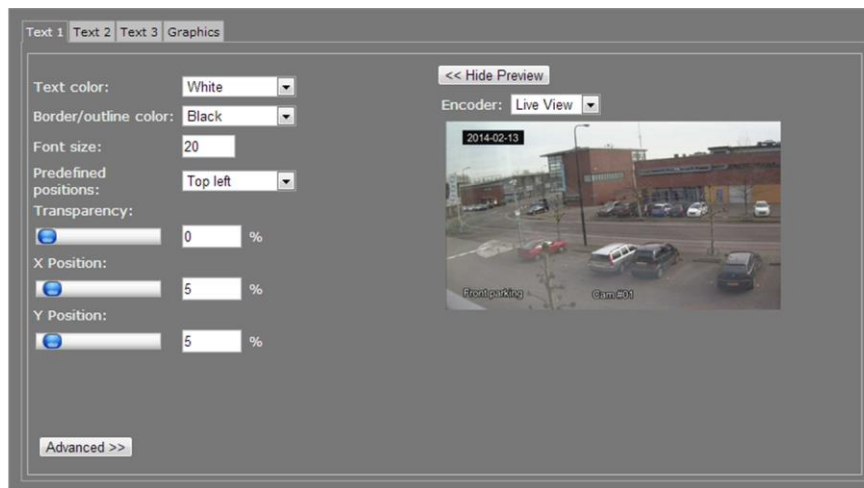 Text 1 Text 2 Text 3 Graphics
Text color: White
Border/outline color: Black
Font size: 20
Predefined positions: Top left
Transparency:
0 %
X Position:
5 %
Y Position:
5 %
Advanced >>
<< Hide Preview
Encoder: Live View
2014-02-13
Front parking Cam #01